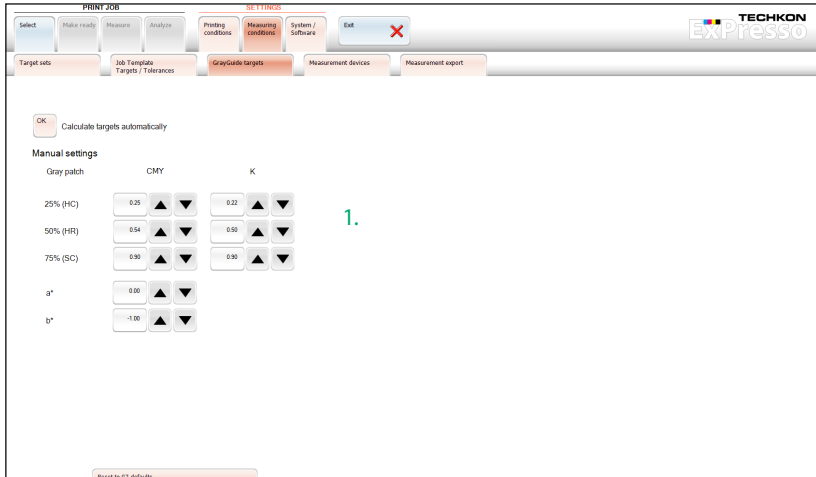 PRINT JOB
SETTINGS
Select
Make ready
Measure
Analyze
Printing
conditions
Measuring
conditions
System /
Software
Exit
TECHKON
ExPresso
Target sets
Job Template
Targets / Tolerances
GrayGuide targets
Measurement devices
Measurement export
OK
Calculate targets automatically
Manual settings
Gray patch CMY K
25% (HC) 0.25 0.22
1.
50% (HR) 0.54 0.50
75% (SC) 0.90 0.90
a* 0.00
b* -1.00